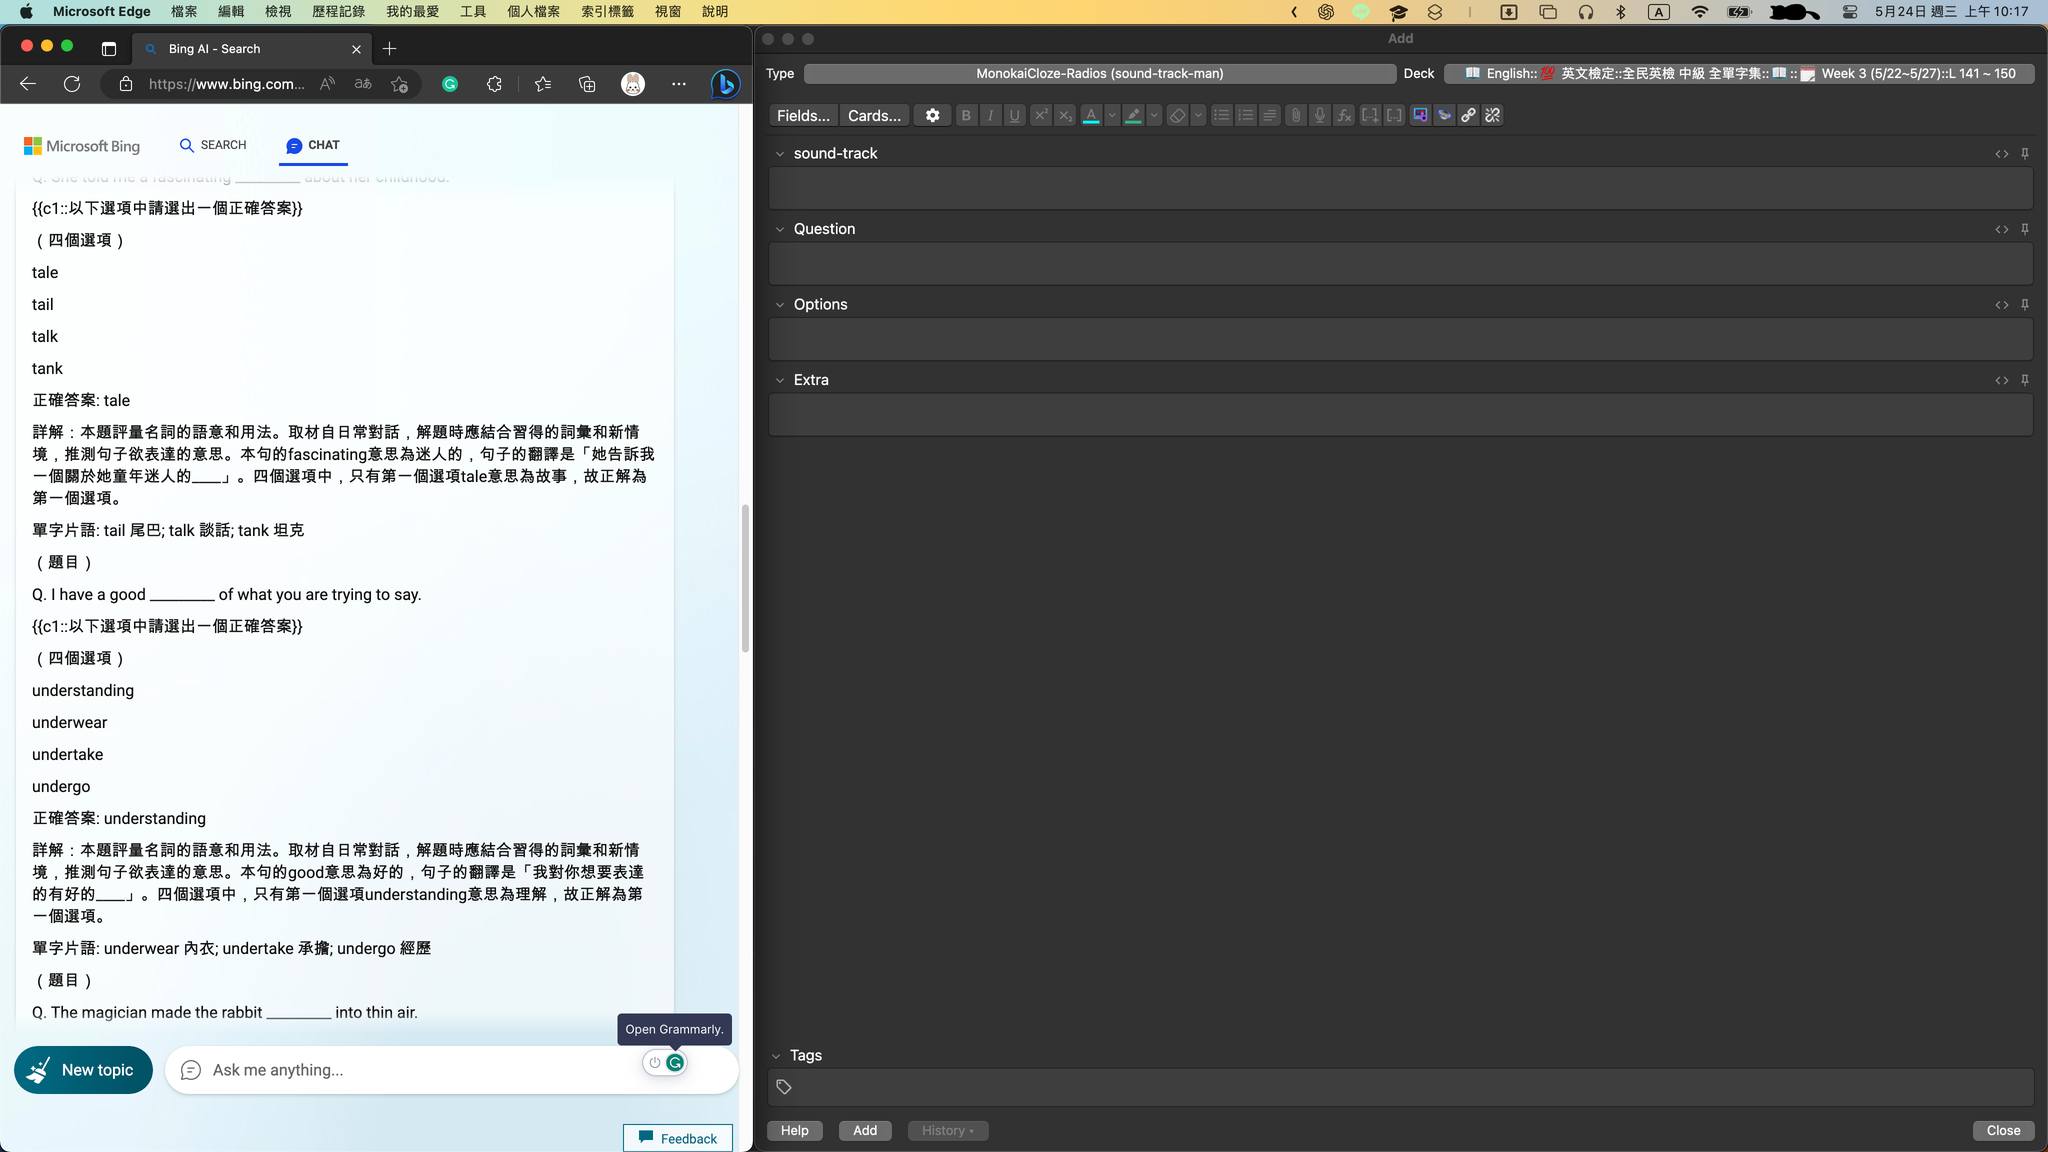 Microsoft Edge 檔案 編輯 檢視 歷程記錄 我的最愛 工具 個人檔案 索引標籤 視窗 說明
A
5月24日 週三 上午10:17
Bing AI - Search
https://www.bing.com...
Microsoft Bing
SEARCH
CHAT
Q. She told me a fascinating ________ about her childhood.
{{c1::以下選項中請選出一個正確答案}}
（四個選項）
tale
tail
talk
tank
正確答案: tale
詳解：本題評量名詞的語意和用法。取材自日常對話，解題時應結合習得的詞彙和新情
境，推測句子欲表達的意思。本句的fascinating意思為迷人的，句子的翻譯是「她告訴我
一個關於她童年迷人的____」。四個選項中，只有第一個選項tale意思為故事，故正解為
第一個選項。
單字片語: tail 尾巴; talk 談話; tank 坦克
（題目）
Q. I have a good ________ of what you are trying to say.
{{c1::以下選項中請選出一個正確答案}}
（四個選項）
understanding
underwear
undertake
undergo
正確答案: understanding
詳解：本題評量名詞的語意和用法。取材自日常對話，解題時應結合習得的詞彙和新情
境，推測句子欲表達的意思。本句的good意思為好的，句子的翻譯是「我對你想要表達
的有好的____」。四個選項中，只有第一個選項understanding意思為理解，故正解為第
一個選項。
單字片語: underwear 內衣; undertake 承擔; undergo 經歷
（題目）
Q. The magician made the rabbit ________ into thin air.
Open Grammarly.
New topic
Ask me anything...
Feedback
Add
Type
MonokaiCloze-Radios (sound-track-man)
Deck
📖 English::💯 英文檢定::全民英檢 中級 全單字集::📖::🗓 Week 3 (5/22~5/27)::L 141 ~ 150
Fields...
Cards...
sound-track
Question
Options
Extra
Tags
Help
Add
History
Close